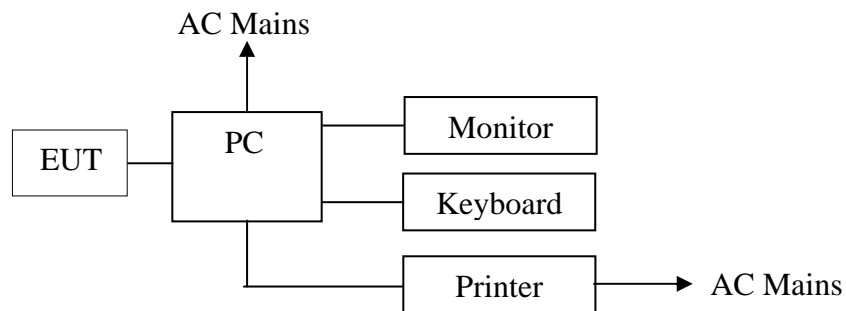 AC Mains
EUT
PC
Monitor
Keyboard
Printer
AC Mains